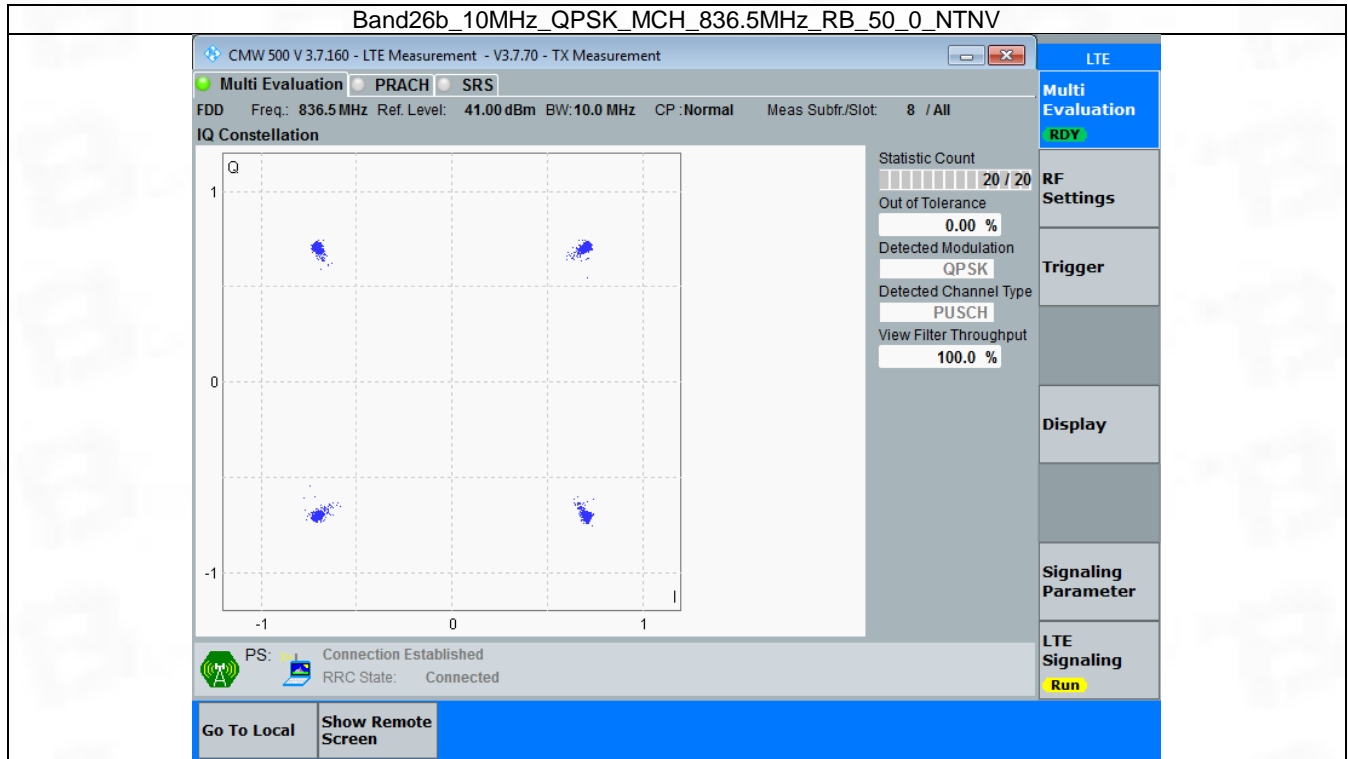 Band26b_10MHz_QPSK_MCH_836.5MHz_RB_50_0_NTNV
CMW 500 V 3.7.160 - LTE Measurement - V3.7.70 - TX Measurement
Multi Evaluation PRACH SRS
FDD Freq.: 836.5 MHz Ref. Level: 41.00 dBm BW: 10.0 MHz CP : Normal Meas Subfr./Slot: 8 / All
IQ Constellation
Q
1
0
-1
I
-1 0 1
Statistic Count
20 / 20
Out of Tolerance
0.00 %
Detected Modulation
QPSK
Detected Channel Type
PUSCH
View Filter Throughput
100.0 %
LTE
Multi
Evaluation
RDY
RF
Settings
Trigger
Display
Signaling
Parameter
LTE
Signaling
Run
PS: Connection Established
RRC State: Connected
Go To Local
Show Remote
Screen